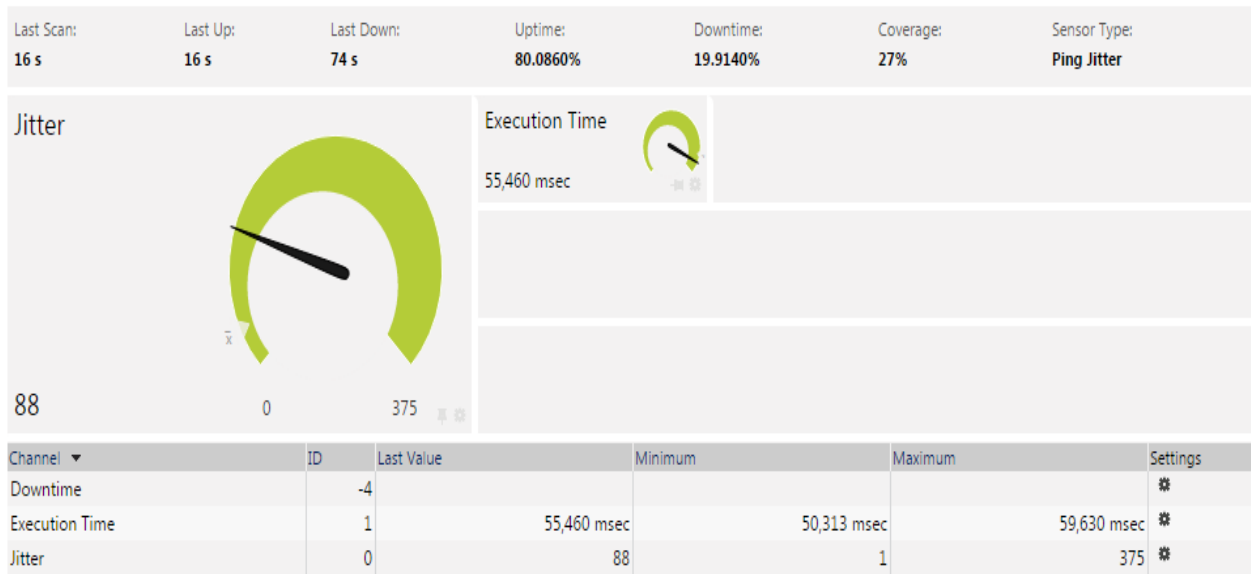 Last Scan: Last Up: Last Down: Uptime: Downtime: Coverage: Sensor Type:
16 s 16 s 74 s 80.0860% 19.9140% 27% Ping Jitter
Jitter
Execution Time
55,460 msec
x
88 0 375
Channel ID Last Value Minimum Maximum Settings
Downtime -4
Execution Time 1 55,460 msec 50,313 msec 59,630 msec
Jitter 0 88 1 375